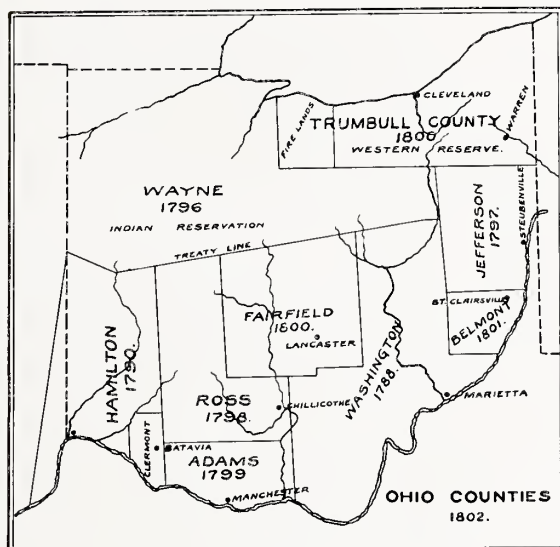 CLEVELAND
FIRE LANDS
TRUMBULL COUNTY
1800
WESTERN RESERVE.
WARREN
WAYNE
1796
INDIAN RESERVATION
TREATY LINE
JEFFERSON
1797.
STEUBENVILLE
ST. CLAIRSVILLE
BELMONT
1801.
FAIRFIELD
1800.
LANCASTER
WASHINGTON
1788.
HAMILTON
1790.
ROSS
1798.
CHILLICOTHE
MARIETTA
CLERMONT
BATAVIA
ADAMS
1799
MANCHESTER
OHIO COUNTIES
1802.